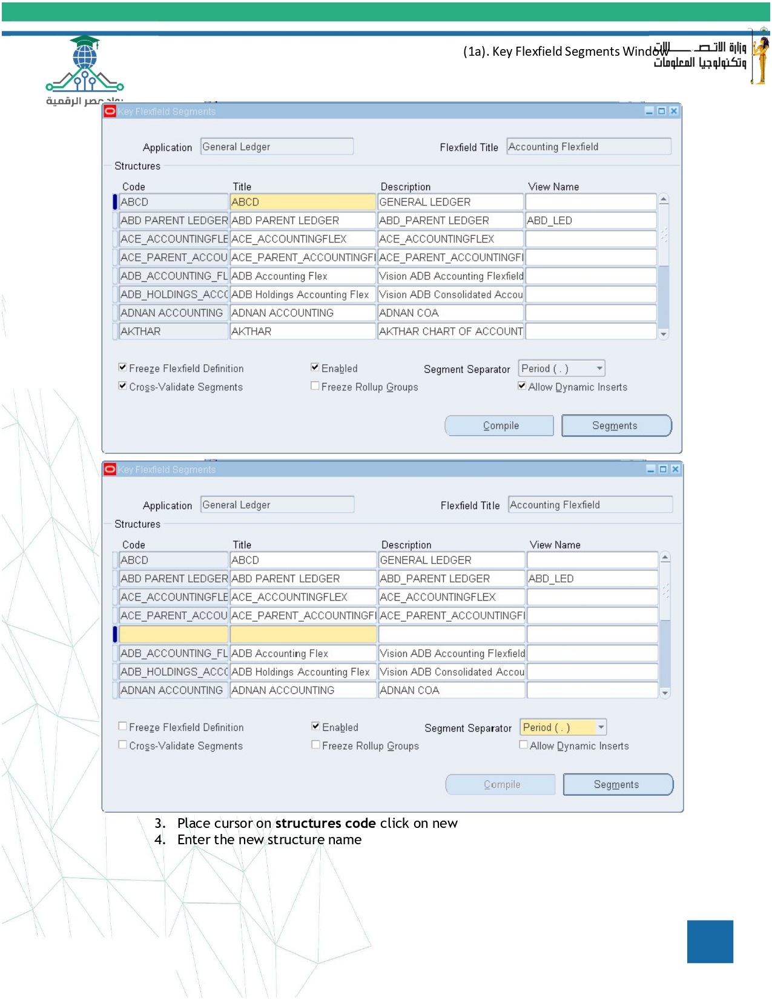 (1a). Key Flexfield Segments Window
وزارة الاتصالات
وتكنولوجيا المعلومات
رواد مصر الرقمية
Key Flexfield Segments
Application General Ledger Flexfield Title Accounting Flexfield
Structures
Code Title Description View Name
ABCD ABCD GENERAL LEDGER
ABD PARENT LEDGER ABD PARENT LEDGER ABD_PARENT LEDGER ABD_LED
ACE_ACCOUNTINGFLE ACE_ACCOUNTINGFLEX ACE_ACCOUNTINGFLEX
ACE_PARENT_ACCOU ACE_PARENT_ACCOUNTINGFI ACE_PARENT_ACCOUNTINGFI
ADB_ACCOUNTING_FL ADB Accounting Flex Vision ADB Accounting Flexfield
ADB_HOLDINGS_ACCC ADB Holdings Accounting Flex Vision ADB Consolidated Accou
ADNAN ACCOUNTING ADNAN ACCOUNTING ADNAN COA
AKTHAR AKTHAR AKTHAR CHART OF ACCOUNT
Freeze Flexfield Definition Enabled Segment Separator Period ( . )
Cross-Validate Segments Freeze Rollup Groups Allow Dynamic Inserts
Compile Segments
Key Flexfield Segments
Application General Ledger Flexfield Title Accounting Flexfield
Structures
Code Title Description View Name
ABCD ABCD GENERAL LEDGER
ABD PARENT LEDGER ABD PARENT LEDGER ABD_PARENT LEDGER ABD_LED
ACE_ACCOUNTINGFLE ACE_ACCOUNTINGFLEX ACE_ACCOUNTINGFLEX
ACE_PARENT_ACCOU ACE_PARENT_ACCOUNTINGFI ACE_PARENT_ACCOUNTINGFI
ADB_ACCOUNTING_FL ADB Accounting Flex Vision ADB Accounting Flexfield
ADB_HOLDINGS_ACCC ADB Holdings Accounting Flex Vision ADB Consolidated Accou
ADNAN ACCOUNTING ADNAN ACCOUNTING ADNAN COA
Freeze Flexfield Definition Enabled Segment Separator Period ( . )
Cross-Validate Segments Freeze Rollup Groups Allow Dynamic Inserts
Compile Segments
3. Place cursor on structures code click on new
4. Enter the new structure name